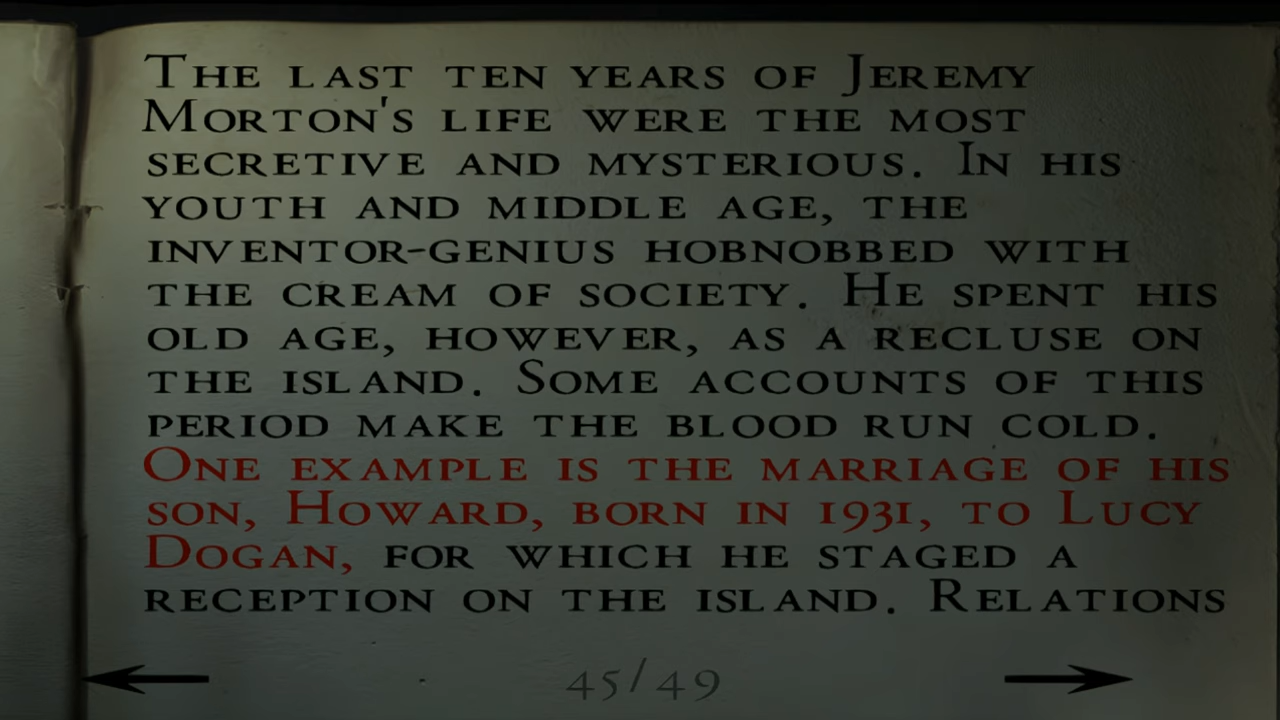 The last ten years of Jeremy
Morton's life were the most
secretive and mysterious. In his
youth and middle age, the
inventor-genius hobnobbed with
the cream of society. He spent his
old age, however, as a recluse on
the island. Some accounts of this
period make the blood run cold.
One example is the marriage of his
son, Howard, born in 1931, to Lucy
Dogan, for which he staged a
reception on the island. Relations
45/49